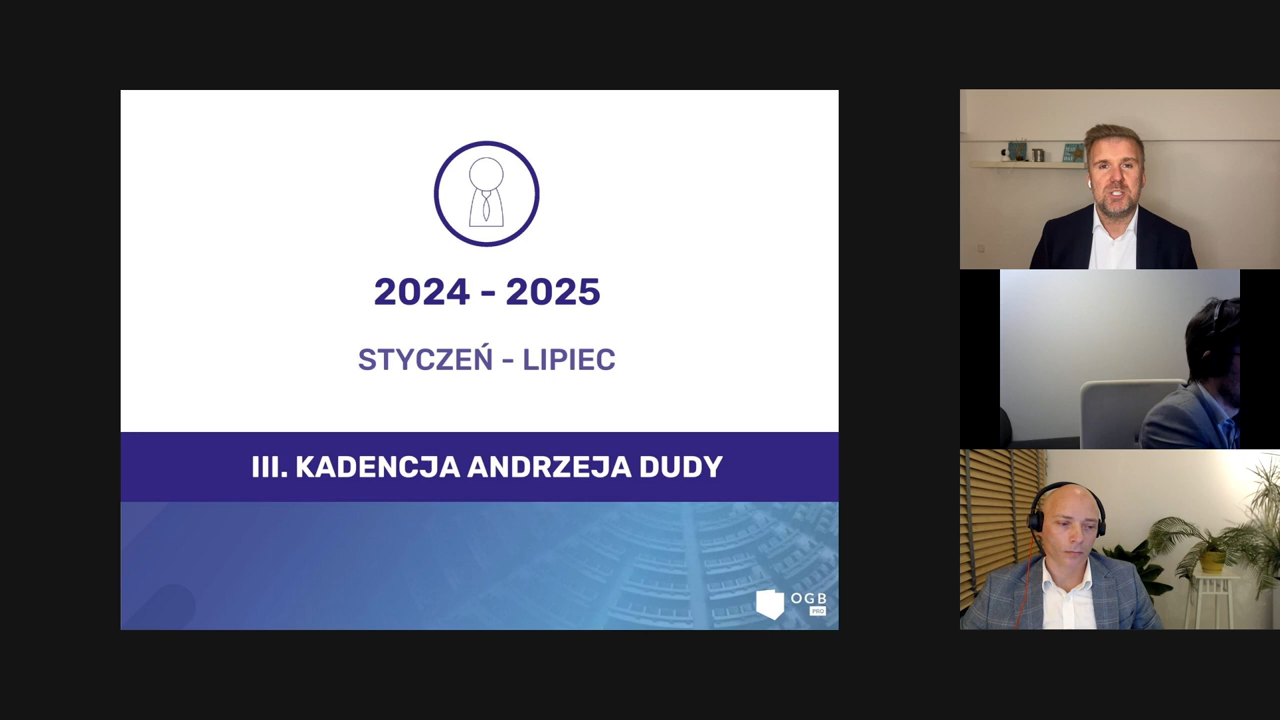 2024 - 2025
STYCZEŃ - LIPIEC
III. KADENCJA ANDRZEJA DUDY
OGB
PRO